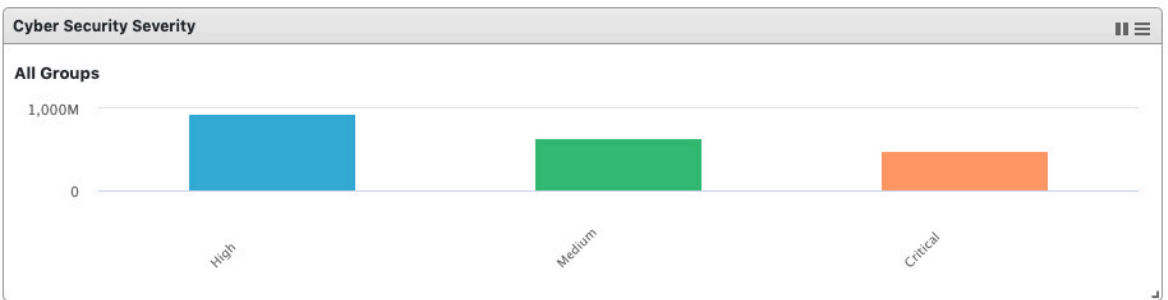 Cyber Security Severity
All Groups
1,000M
0
High
Medium
Critical